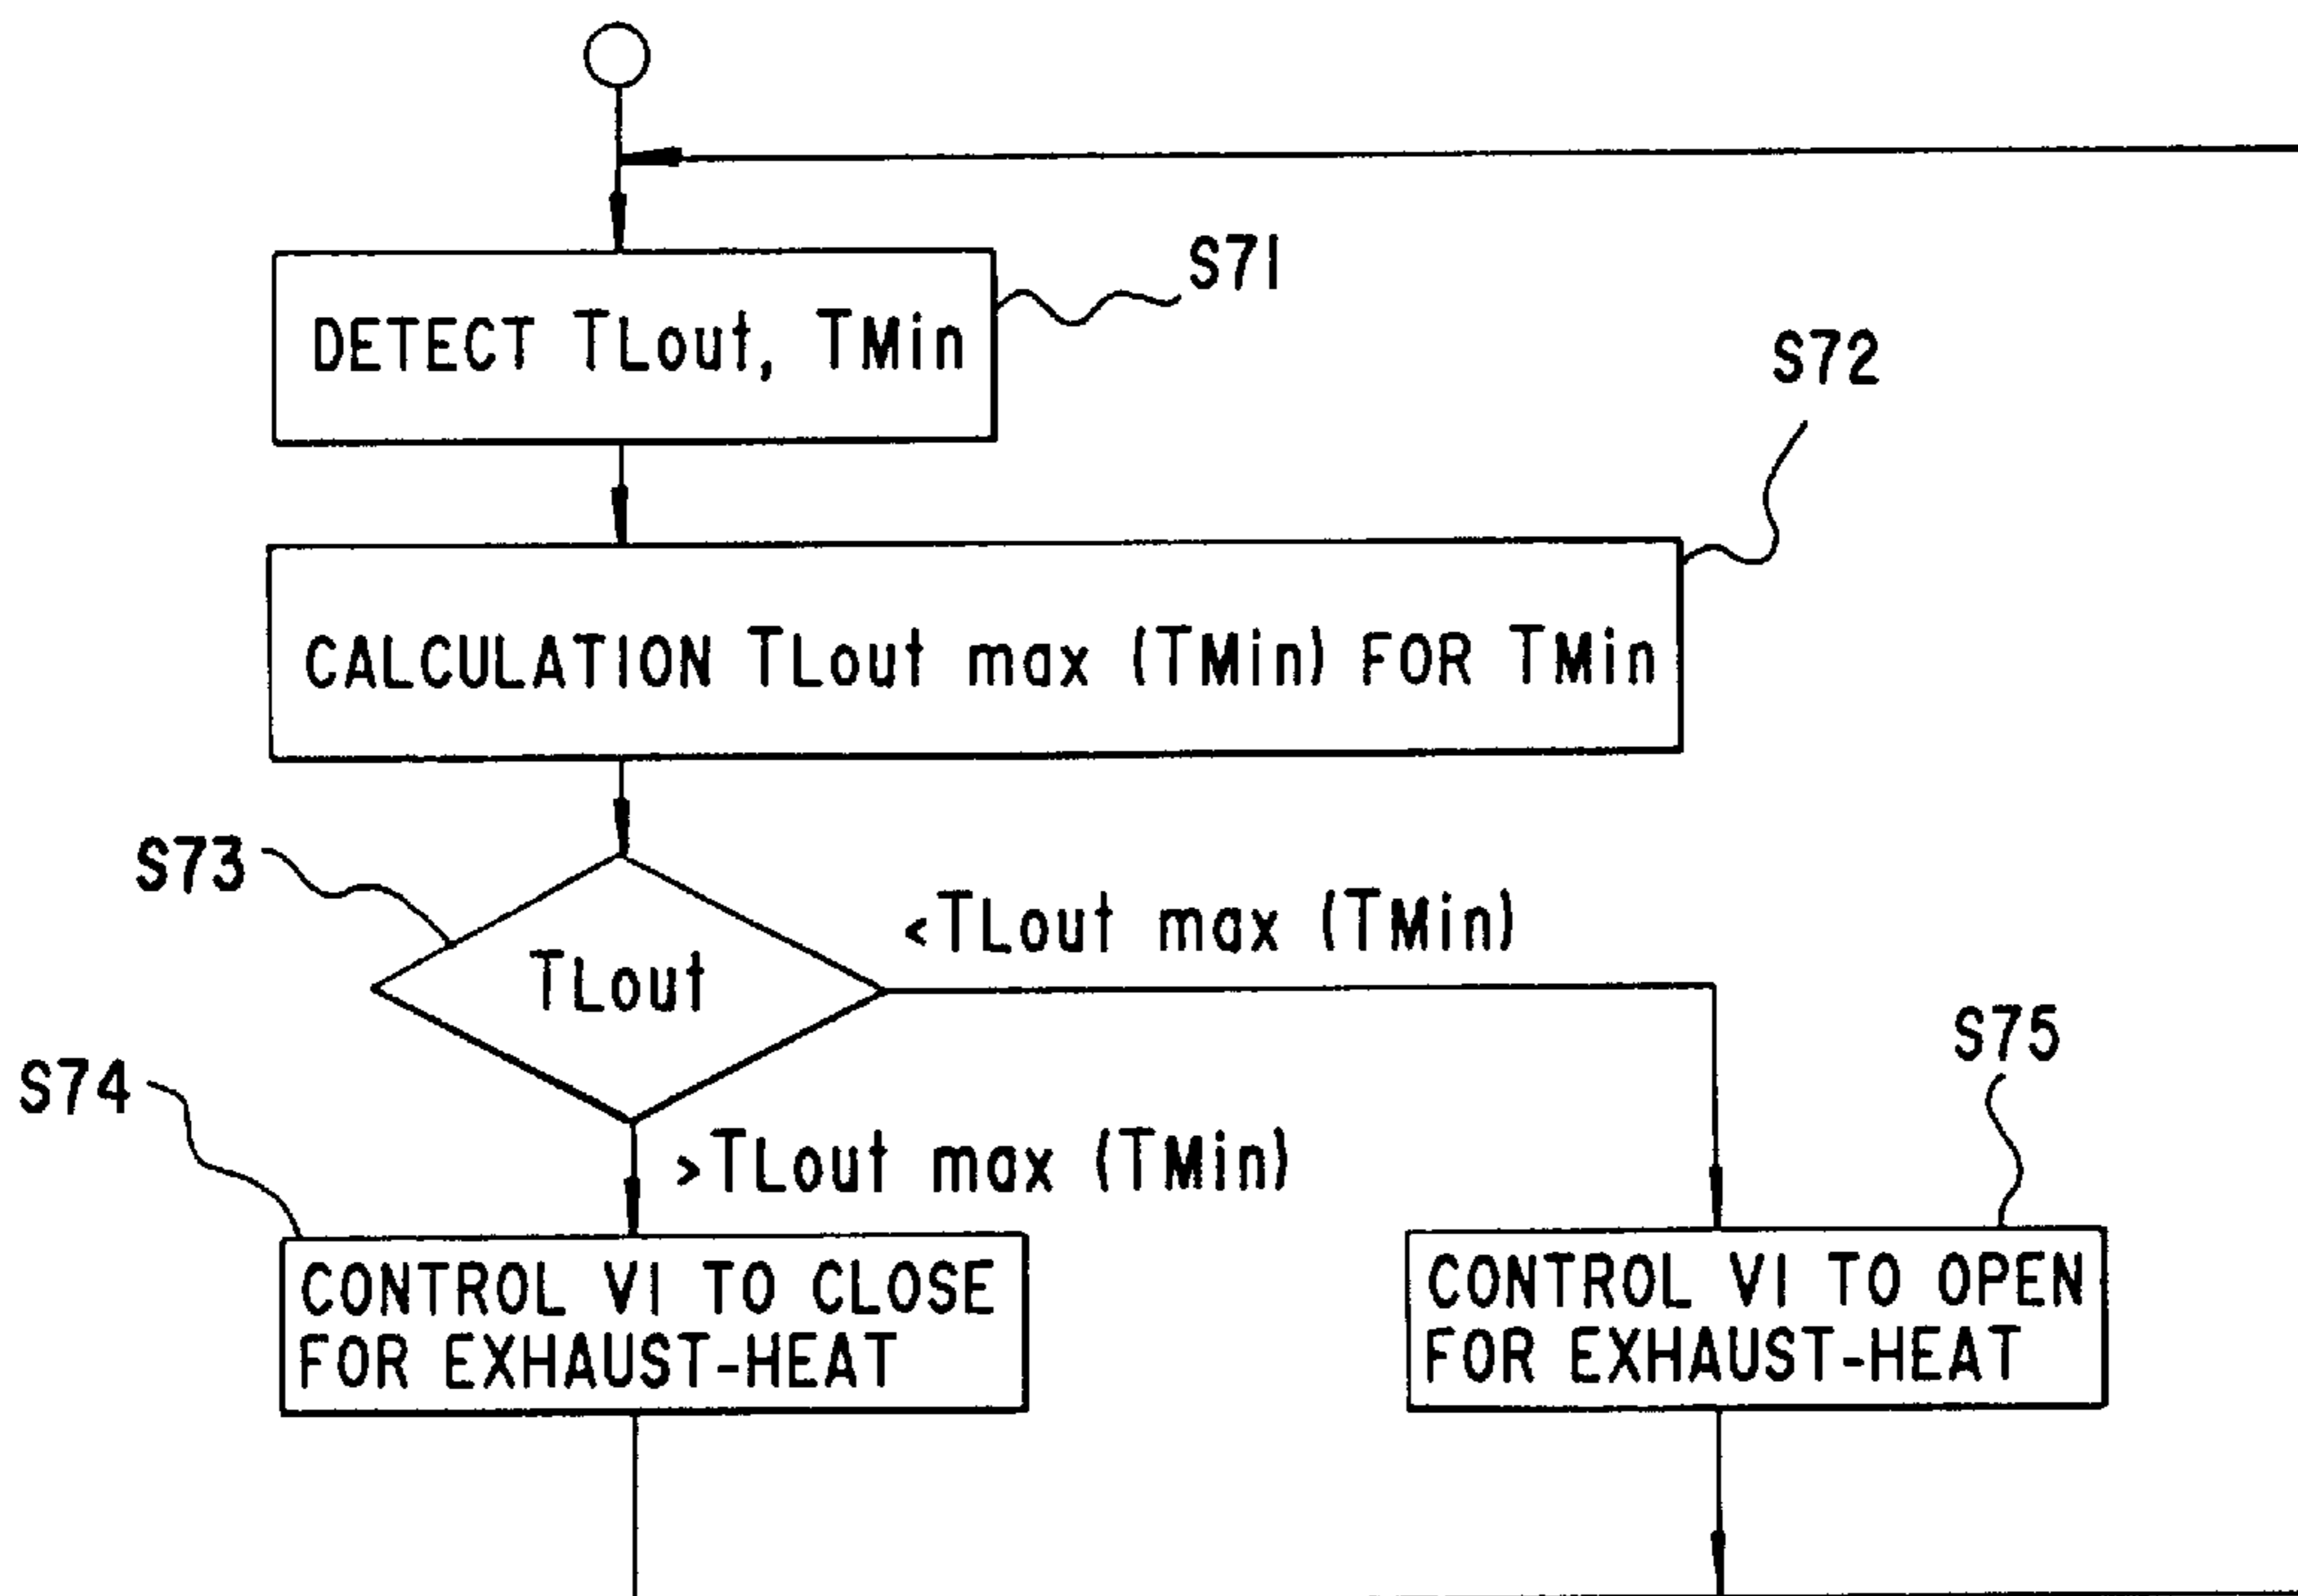 S71
DETECT TLout, TMin
S72
CALCULATION TLout max (TMin) FOR TMin
S73
<TLout max (TMin)
TLout
S75
S74
>TLout max (TMin)
CONTROL V1 TO CLOSE
FOR EXHAUST-HEAT
CONTROL V1 TO OPEN
FOR EXHAUST-HEAT